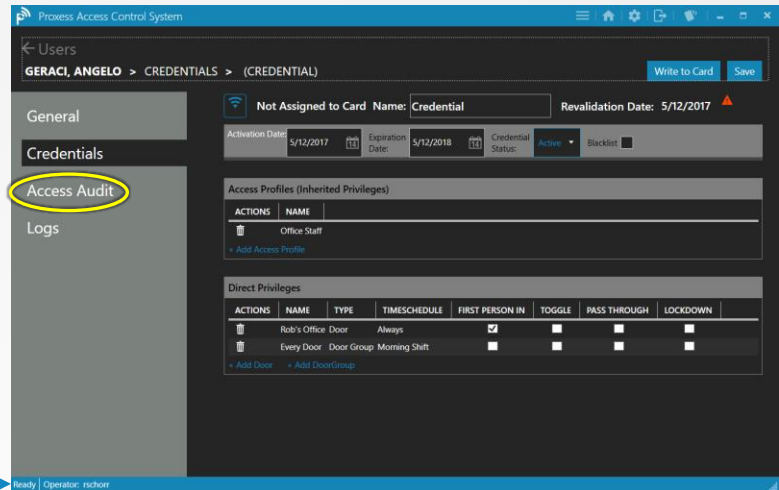 Proxess Access Control System
Users
GERACI, ANGELO > CREDENTIALS > (CREDENTIAL)
Write to Card Save
General
Credentials
Access Audit
Logs
Not Assigned to Card Name: Credential Revalidation Date: 5/12/2017
Activation Date: 5/12/2017 14 Expiration Date: 5/12/2018 14 Credential Status: Active Blacklist
Access Profiles (Inherited Privileges)
ACTIONS NAME
Office Staff
+ Add Access Profile
Direct Privileges
ACTIONS NAME TYPE TIMESCHEDULE FIRST PERSON IN TOGGLE PASS THROUGH LOCKDOWN
Rob's Office Door Always
Every Door Door Group Morning Shift
+ Add Door + Add DoorGroup
Ready Operator: rschorr